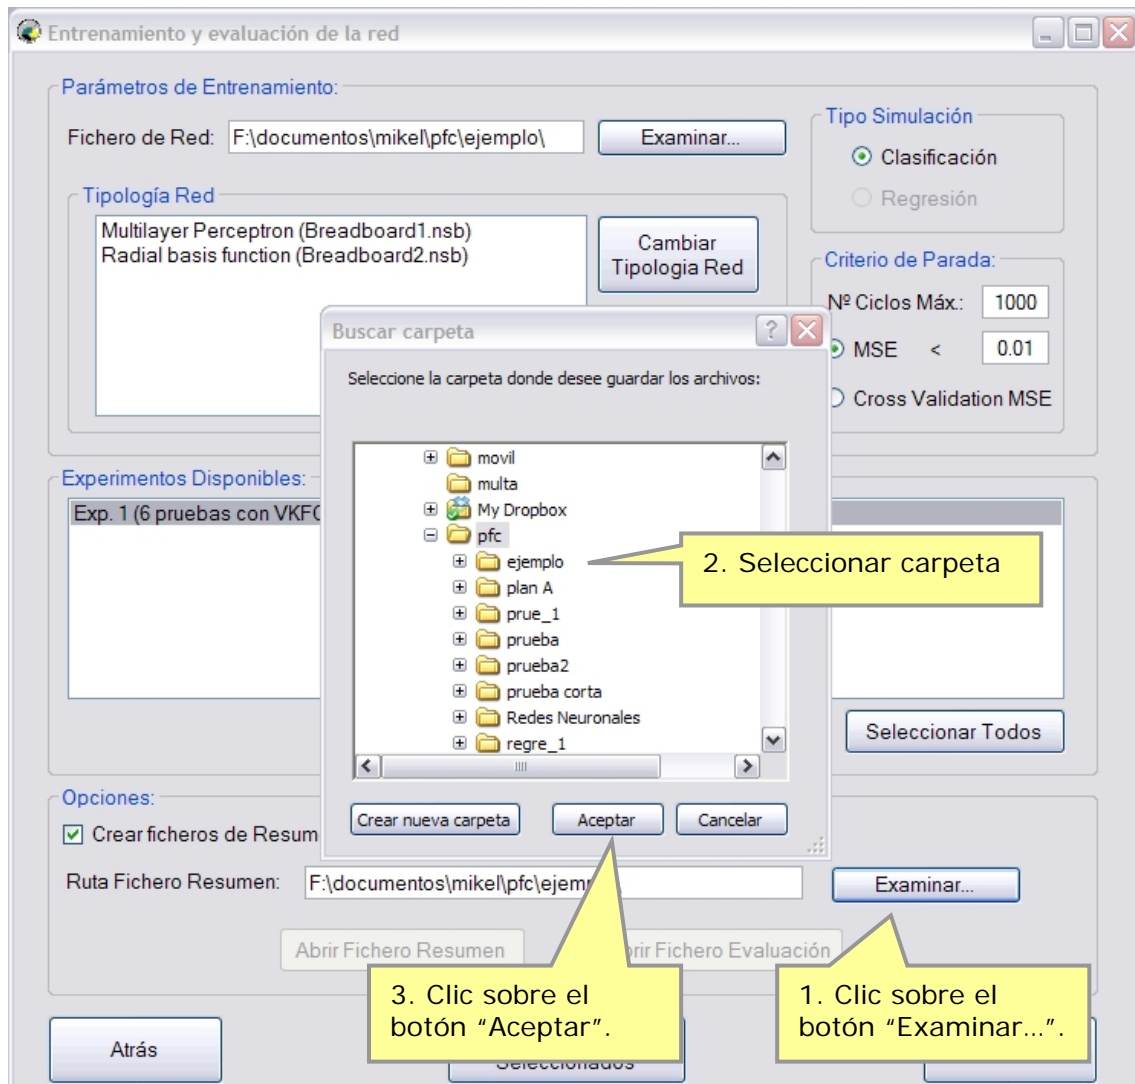 Entrenamiento y evaluación de la red
Parámetros de Entrenamiento:
Fichero de Red: F:\documentos\mikel\pfc\ejemplo\ Examinar...
Tipo Simulación
Clasificación
Regresión
Tipología Red
Multilayer Perceptron (Breadboard1.nsb)
Radial basis function (Breadboard2.nsb)
Cambiar
Tipologia Red
Criterio de Parada:
Nº Ciclos Máx.: 1000
MSE < 0.01
Cross Validation MSE
Buscar carpeta
Seleccione la carpeta donde desee guardar los archivos:
movil
multa
My Dropbox
pfc
ejemplo
plan A
prue_1
prueba
prueba2
prueba corta
Redes Neuronales
regre_1
Crear nueva carpeta Aceptar Cancelar
2. Seleccionar carpeta
Experimentos Disponibles:
Exp. 1 (6 pruebas con
Seleccionar Todos
Opciones:
Crear ficheros de
Ruta Fichero Resumen: F:\documentos\mikel\pfc\ejem Examinar...
Abrir Fichero Resumen Fichero Evaluación
3. Clic sobre el
botón “Aceptar”.
1. Clic sobre el
botón “Examinar…”.
Atrás
Seleccionados